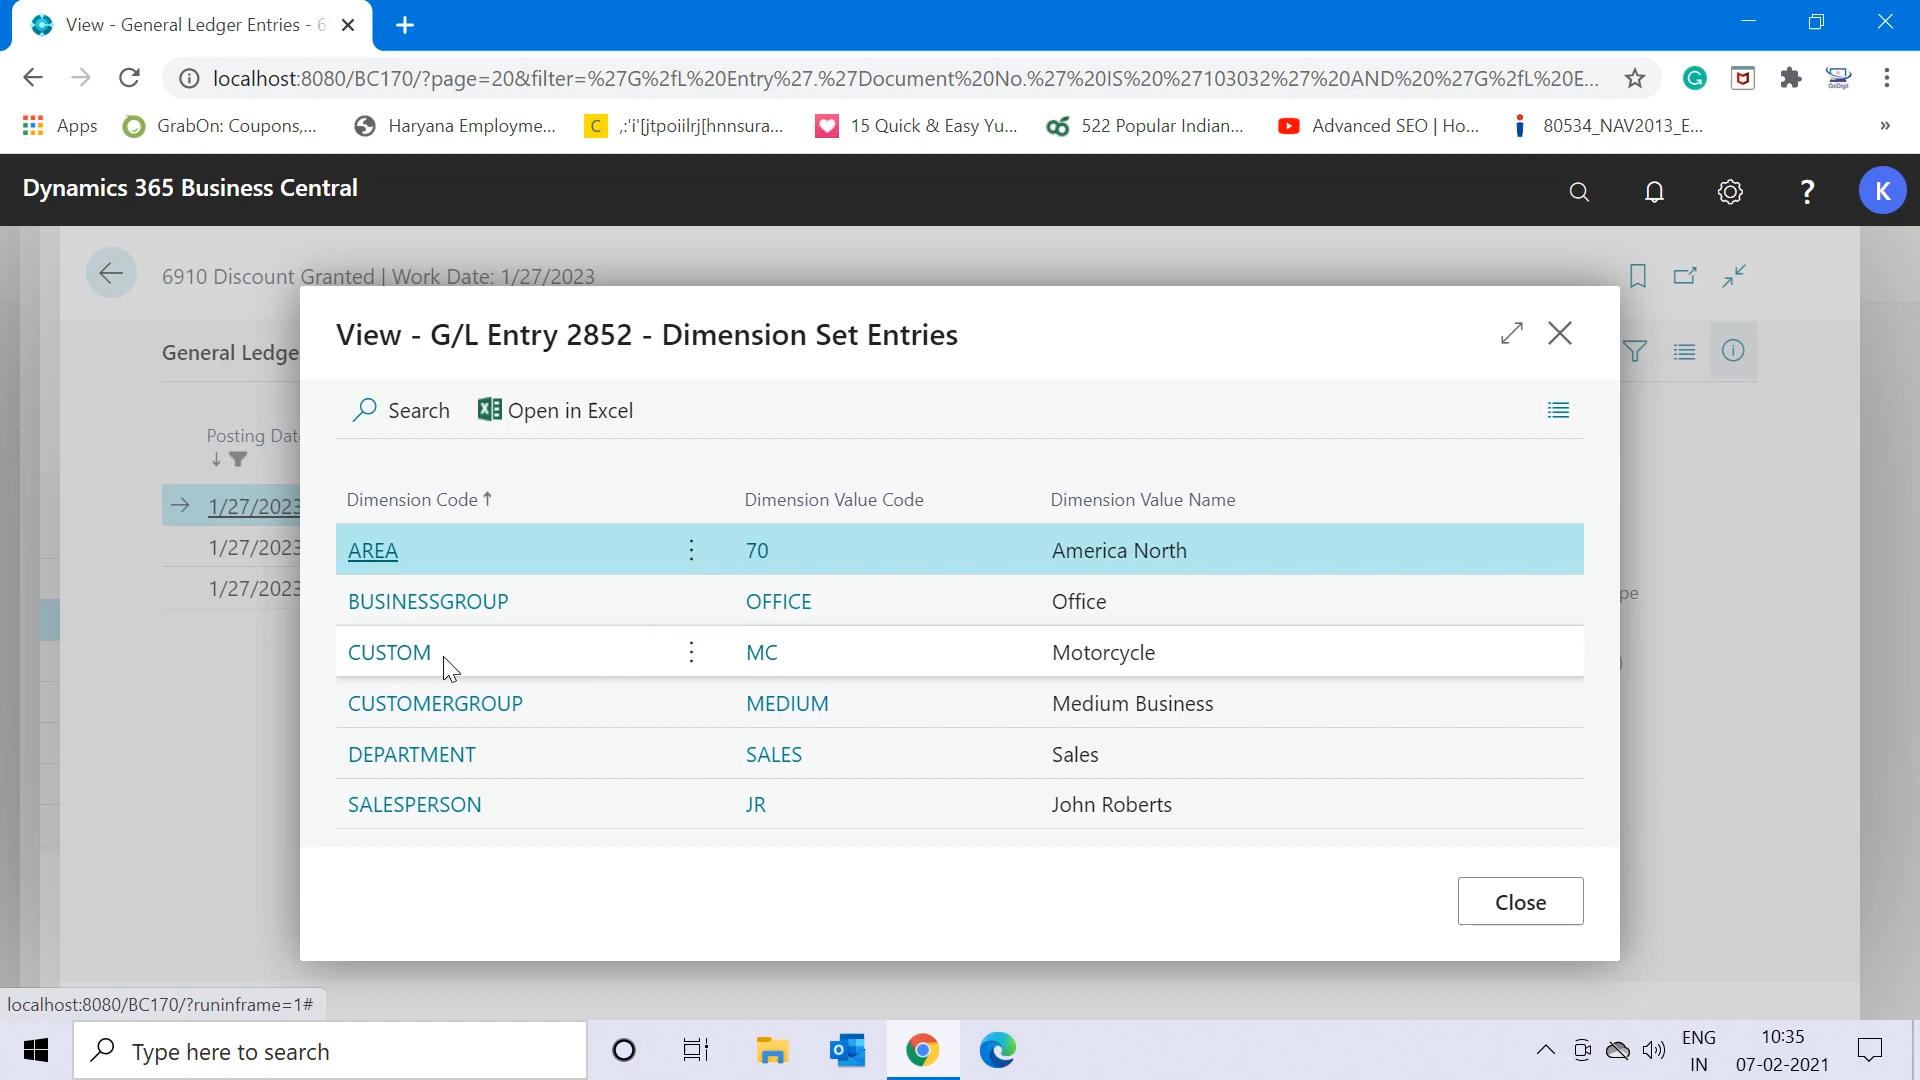 View - General Ledger Entries - 6
localhost:8080/BC170/?page=20&filter=%27G%2fL%20Entry%27.%27Document%20No.%27%20IS%20%27103032%27%20AND%20%27G%2fL%20E...
Apps
GrabOn: Coupons,...
Haryana Employme...
C
,:'i'[jtpoiilrj[hnnsura...
15 Quick & Easy Yu...
522 Popular Indian...
Advanced SEO | Ho...
80534_NAV2013_E...
»
Dynamics 365 Business Central
?
K
6910 Discount Granted | Work Date: 1/27/2023
General Ledge
Posting Dat
1/27/2023
1/27/2023
1/27/2023
View - G/L Entry 2852 - Dimension Set Entries
Search
Open in Excel
Dimension Code ↑
Dimension Value Code
Dimension Value Name
AREA
70
America North
BUSINESSGROUP
OFFICE
Office
CUSTOM
MC
Motorcycle
CUSTOMERGROUP
MEDIUM
Medium Business
DEPARTMENT
SALES
Sales
SALESPERSON
JR
John Roberts
pe
Close
localhost:8080/BC170/?runinframe=1#
Type here to search
ENG
IN
10:35
07-02-2021